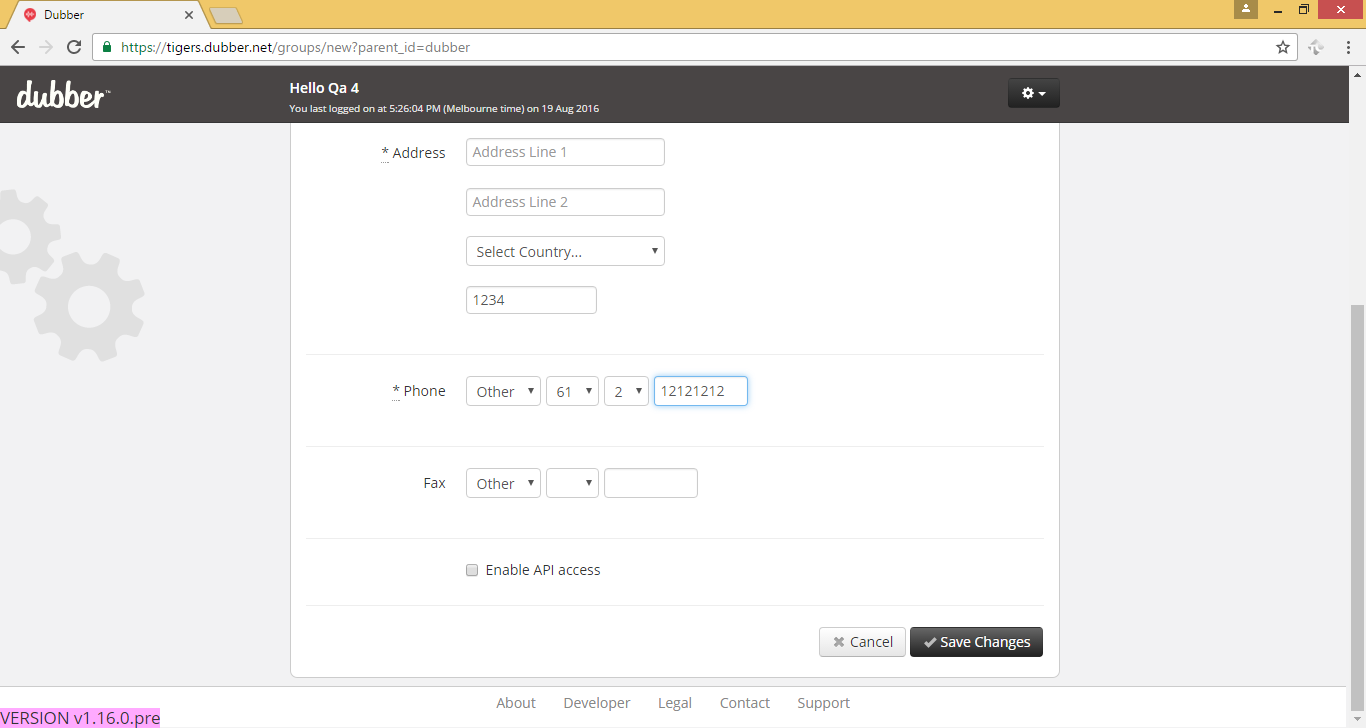 Dubber
https://tigers.dubber.net/groups/new?parent_id=dubber
dubber™
Hello Qa 4
You last logged on at 5:26:04 PM (Melbourne time) on 19 Aug 2016
* Address
Address Line 1
Address Line 2
Select Country...
1234
* Phone Other 61 2 12121212
Fax Other
Enable API access
Cancel Save Changes
About Developer Legal Contact Support
VERSION v1.16.0.pre